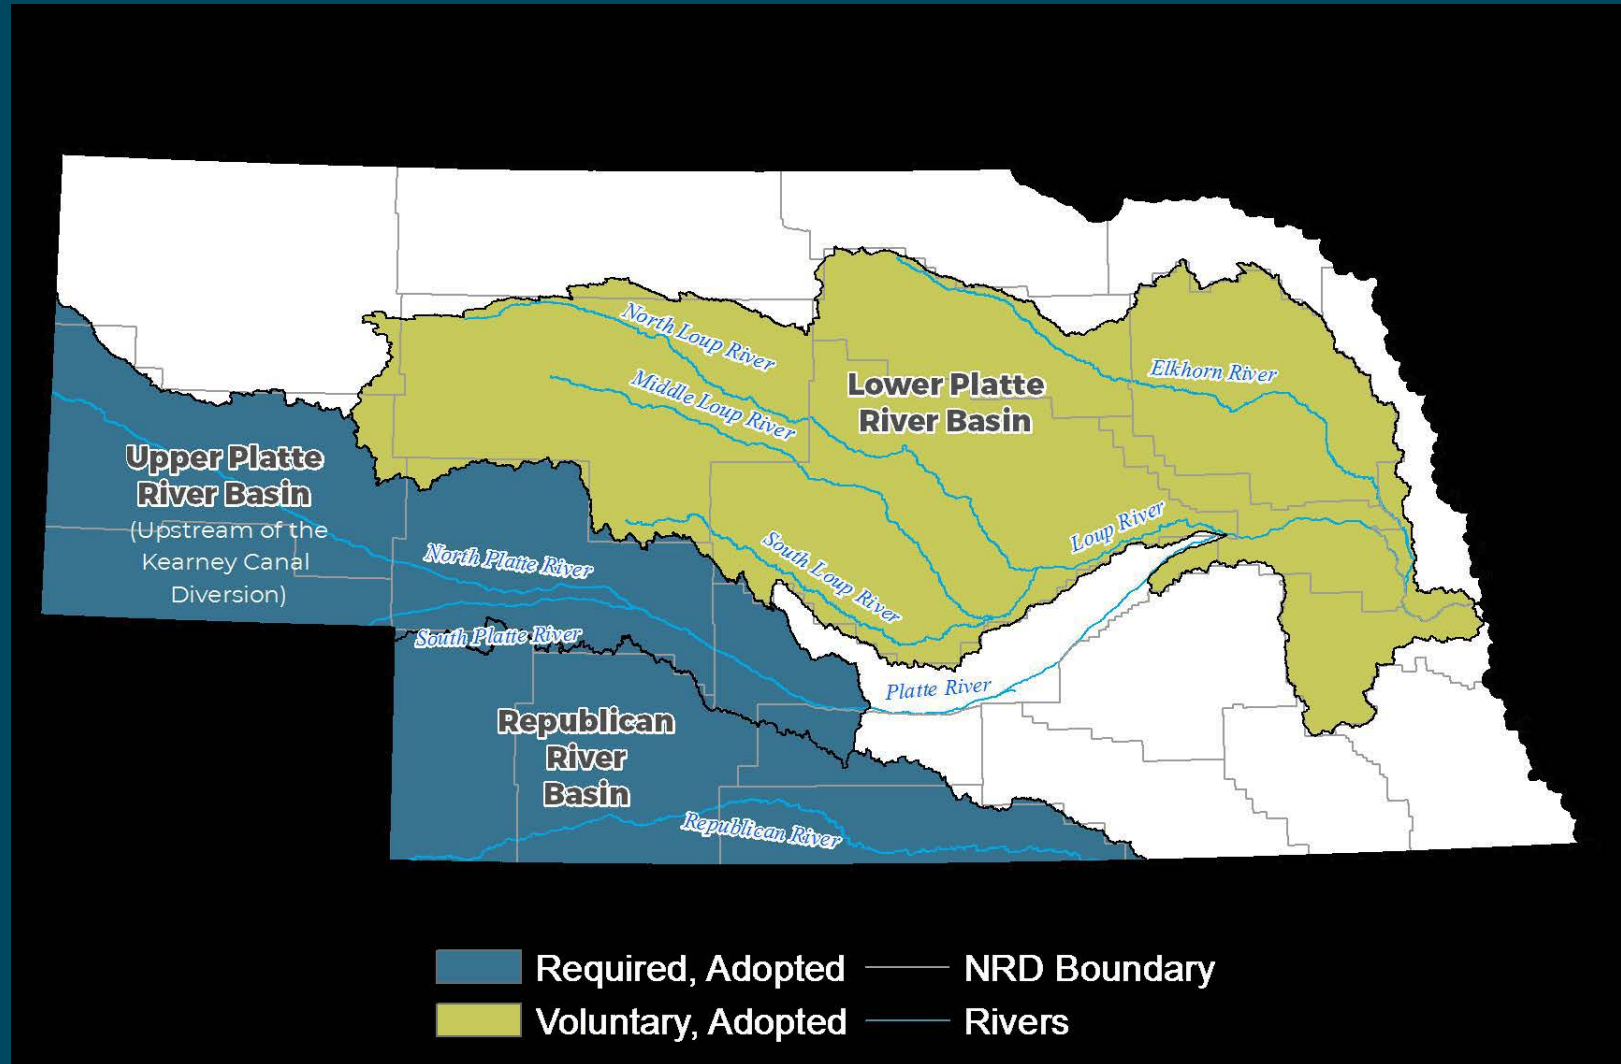 North Loup River
Middle Loup River
Lower Platte
River Basin
Elkhorn River
Upper Platte
River Basin
(Upstream of the
Kearney Canal
Diversion)
North Platte River
South Loup River
Loup River
South Platte River
Platte River
Republican
River
Basin
Republican River
Required, Adopted
NRD Boundary
Voluntary, Adopted
Rivers